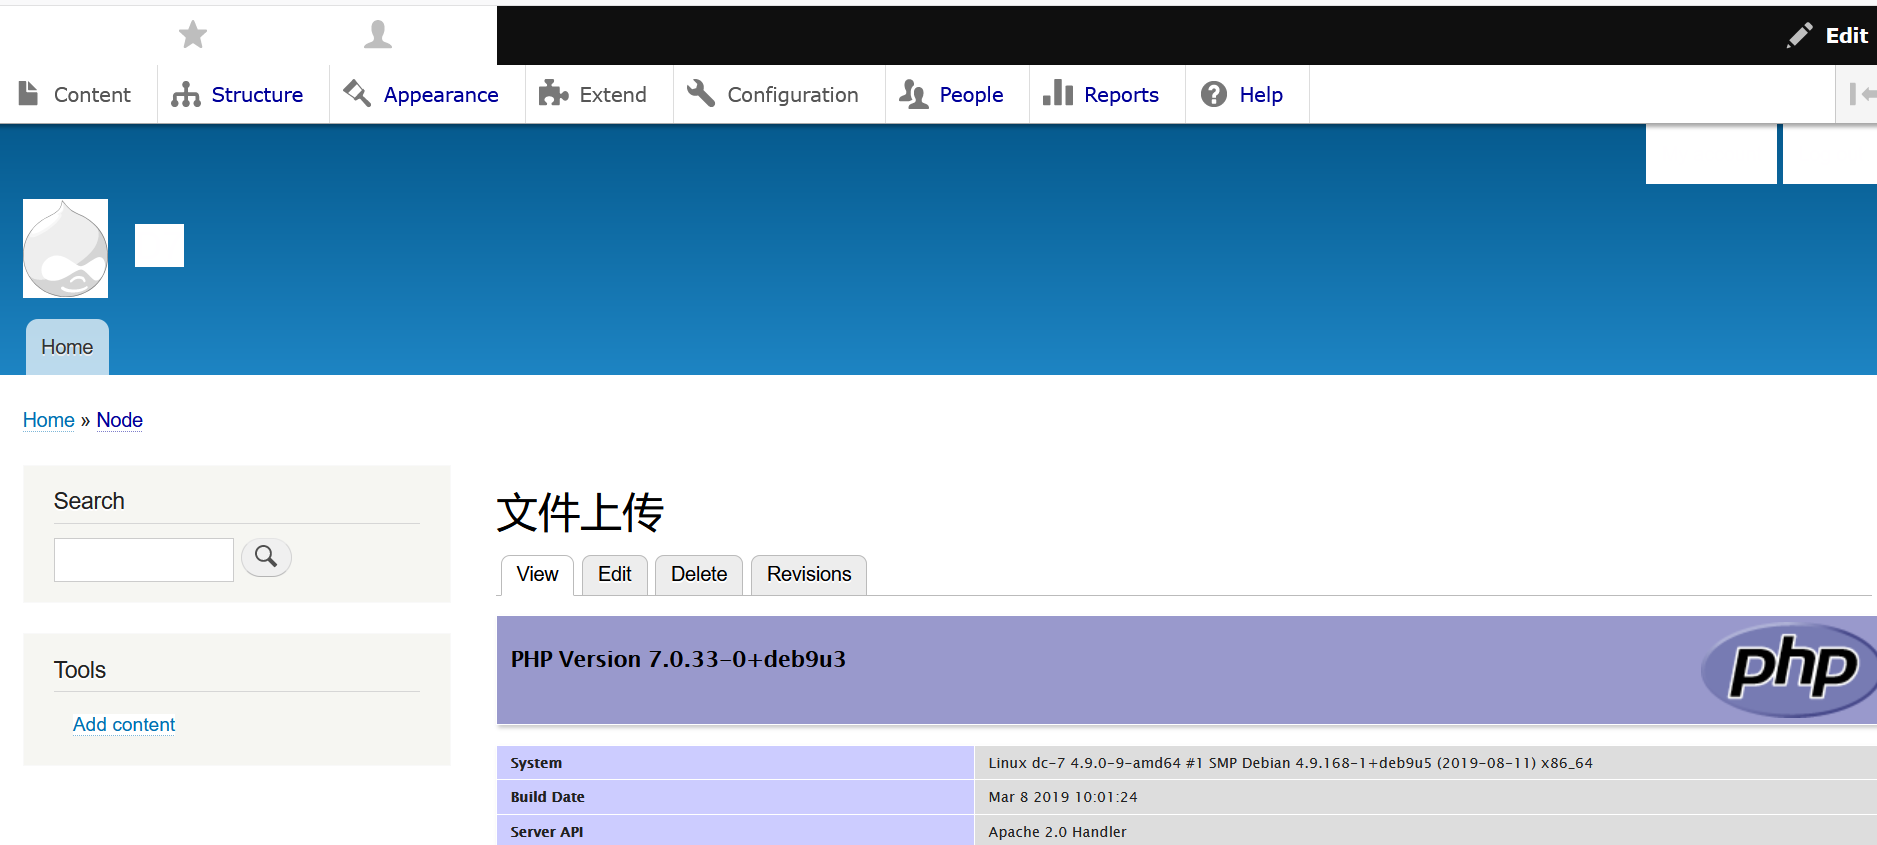 Edit
Content Structure Appearance Extend Configuration People Reports Help
Home
Home » Node
Search
Tools
Add content
文件上传
View Edit Delete Revisions
PHP Version 7.0.33-0+deb9u3
php
System Linux dc-7 4.9.0-9-amd64 #1 SMP Debian 4.9.168-1+deb9u5 (2019-08-11) x86_64
Build Date Mar 8 2019 10:01:24
Server API Apache 2.0 Handler